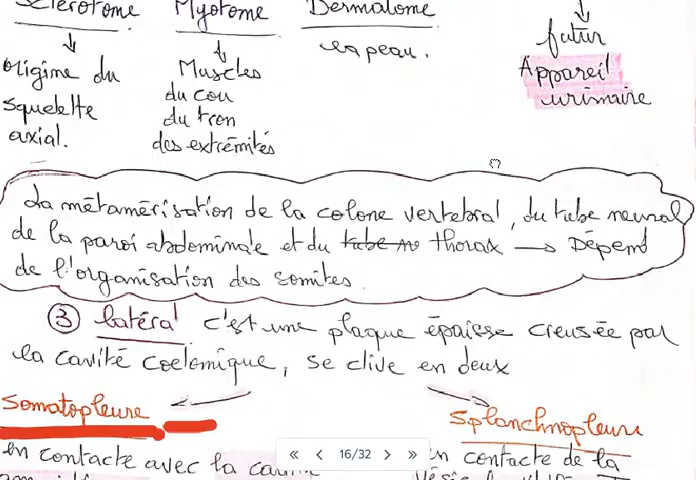 Sclérotome Myotome Dermatome
origine du squelette axial.
Muscles du cou du tron des extrémités
la peau.
futur Appareil urinaire
La métamérisation de la colone vertebral, du tube neural
de la paroi abdominale et du thorax → Dépend
de l'organisation des somites.
③ latéral c'est une plaque épaisse creusée par
la cavité coelomique, se clive en deux
Somatopleure Splanchnopleure
en contacte avec la en contacte de la
« < 16/32 > »